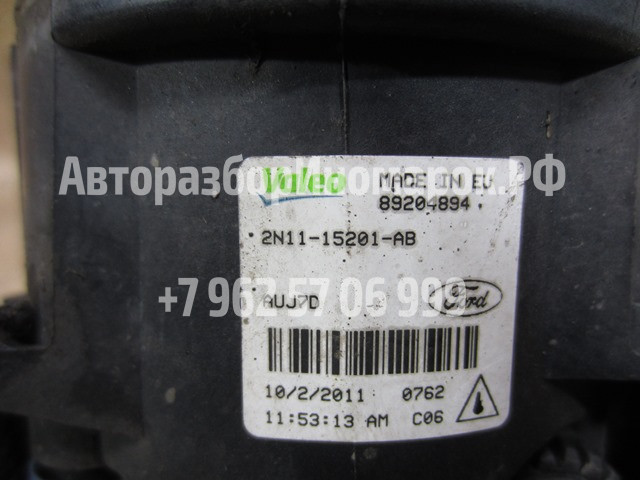 Valeo MADE IN EU
89204894
2N11-15201-AB
AUJ7D Ford
10/2/2011 0762
11:53:13 AM C06
+7 962 57 06 999